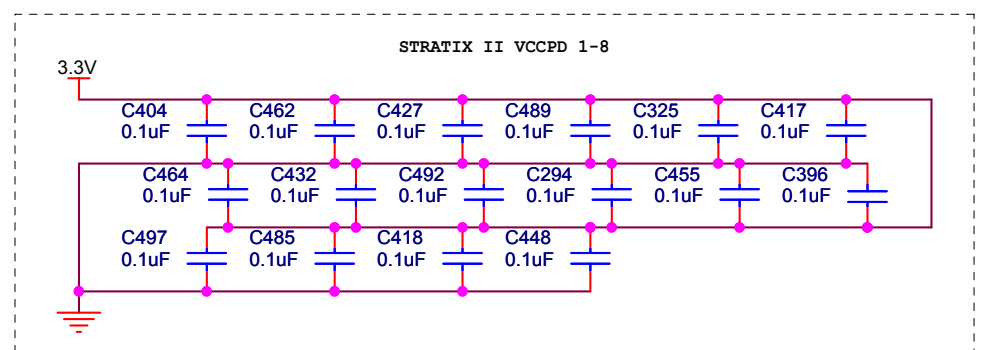 STRATIX II VCCPD 1-8
3.3V
C404 C462 C427 C489 C325 C417
0.1uF 0.1uF 0.1uF 0.1uF 0.1uF 0.1uF
C464 C432 C492 C294 C455 C396
0.1uF 0.1uF 0.1uF 0.1uF 0.1uF 0.1uF
C497 C485 C418 C448
0.1uF 0.1uF 0.1uF 0.1uF